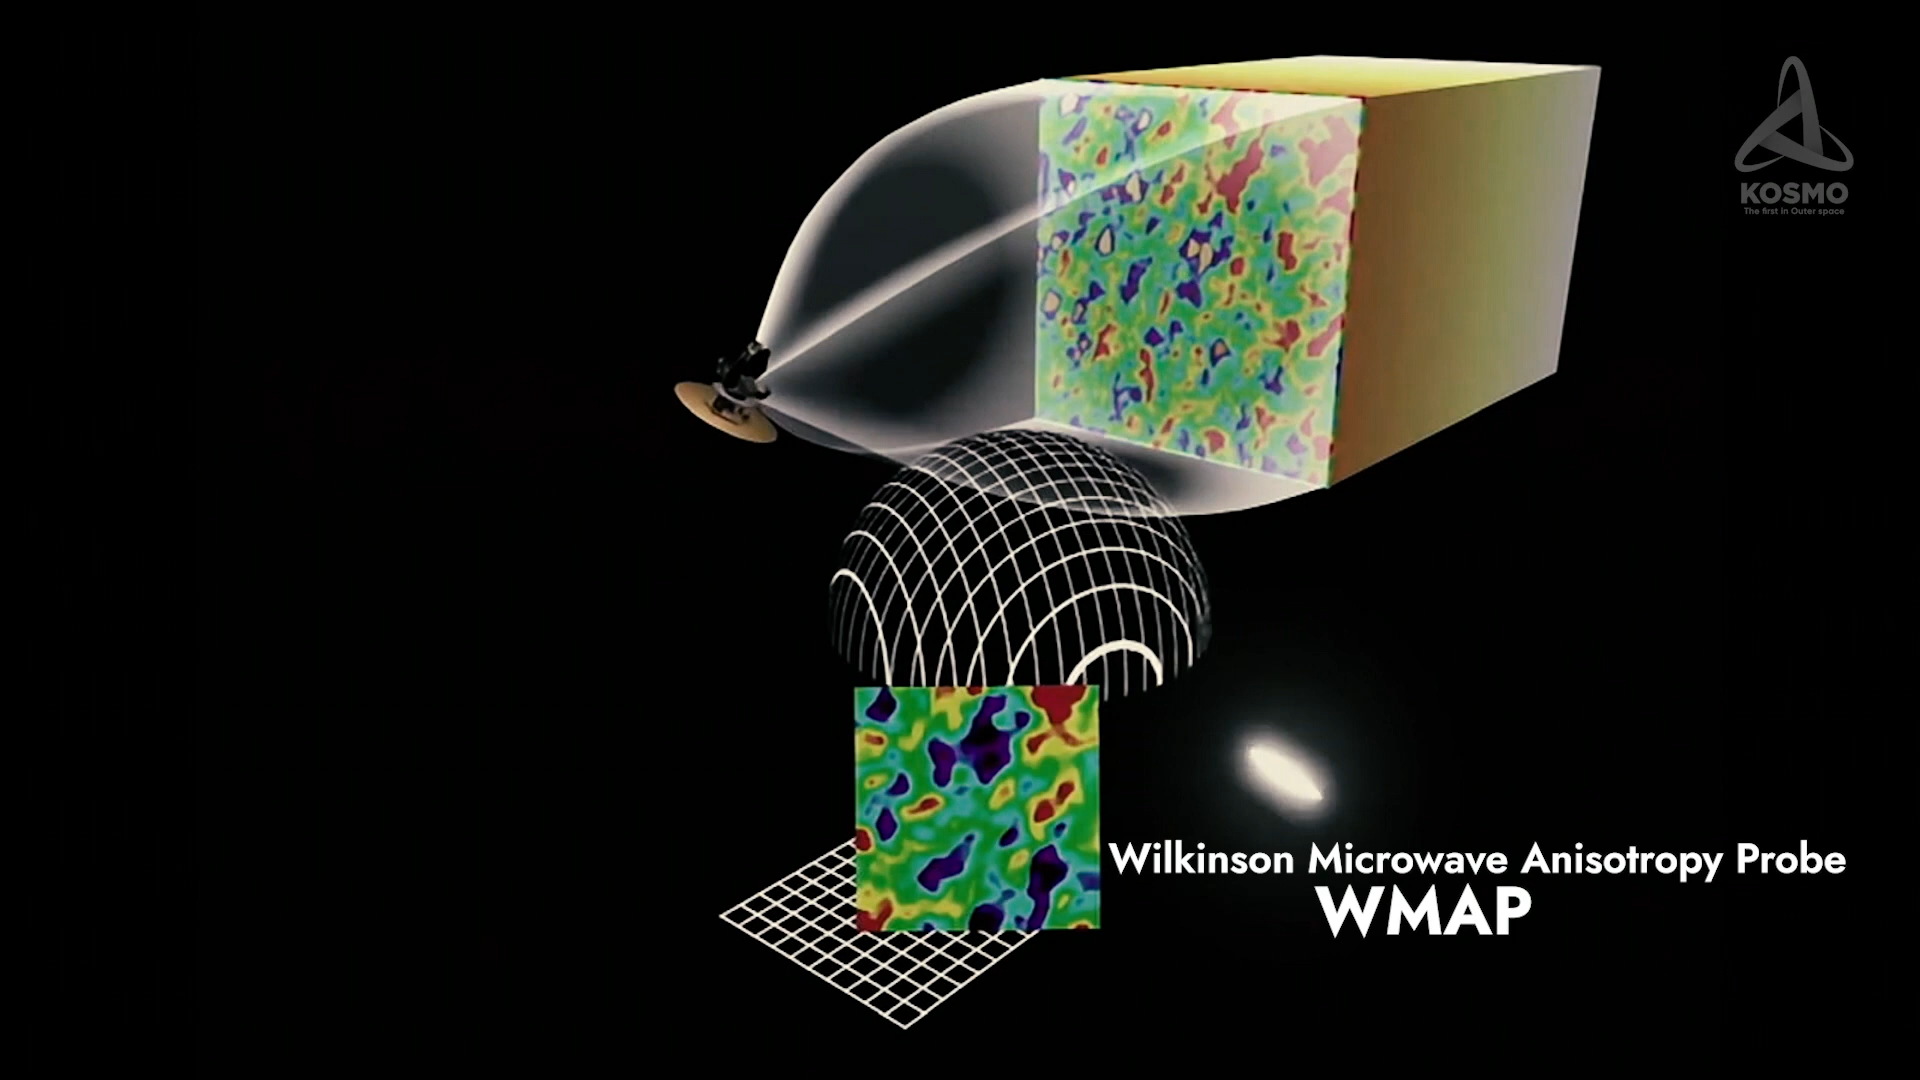 KOSMO
The first in Outer space
Wilkinson Microwave Anisotropy Probe
WMAP